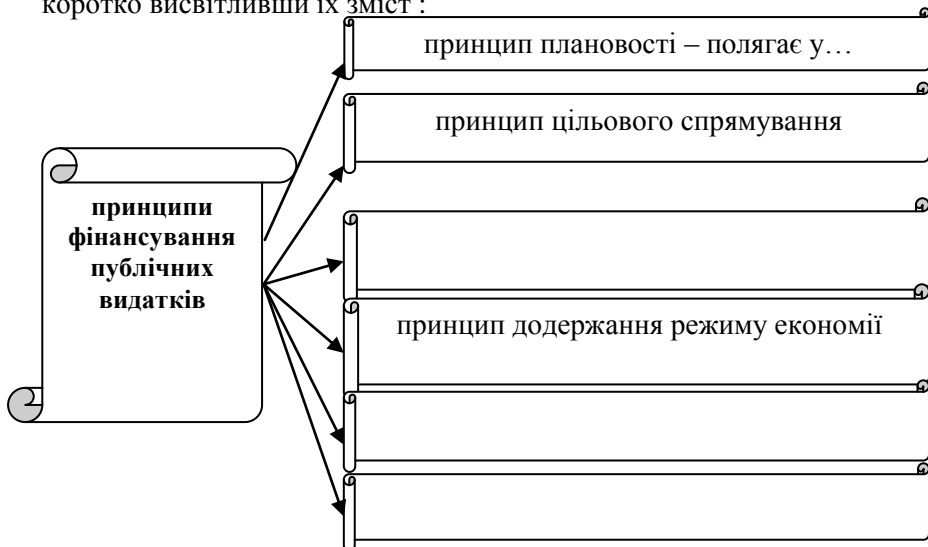 коротко висвітливши їх зміст :
принцип плановості – полягає у…
принцип цільового спрямування
принципи
фінансування
публічних
видатків
принцип додержання режиму економії